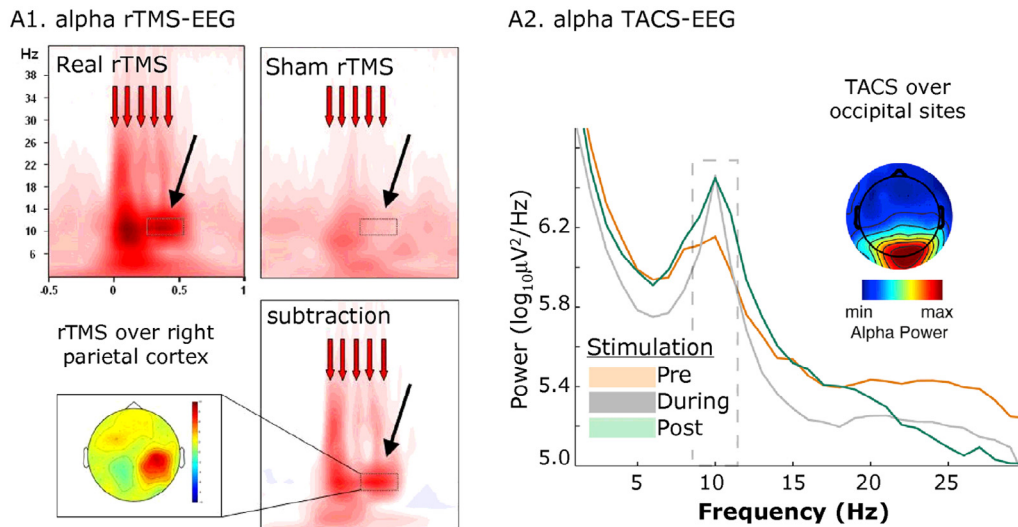 A1. alpha rTMS-EEG
Hz
38
34
30
26
22
18
14
10
6
Real rTMS
Sham rTMS
-0.5
0
0.5
1
rTMS over right
parietal cortex
subtraction
A2. alpha TACS-EEG
TACS over
occipital sites
min
max
Alpha Power
Power (log10μV²/Hz)
6.2
5.8
5.4
5.0
Stimulation
Pre
During
Post
5
10
15
20
25
Frequency (Hz)